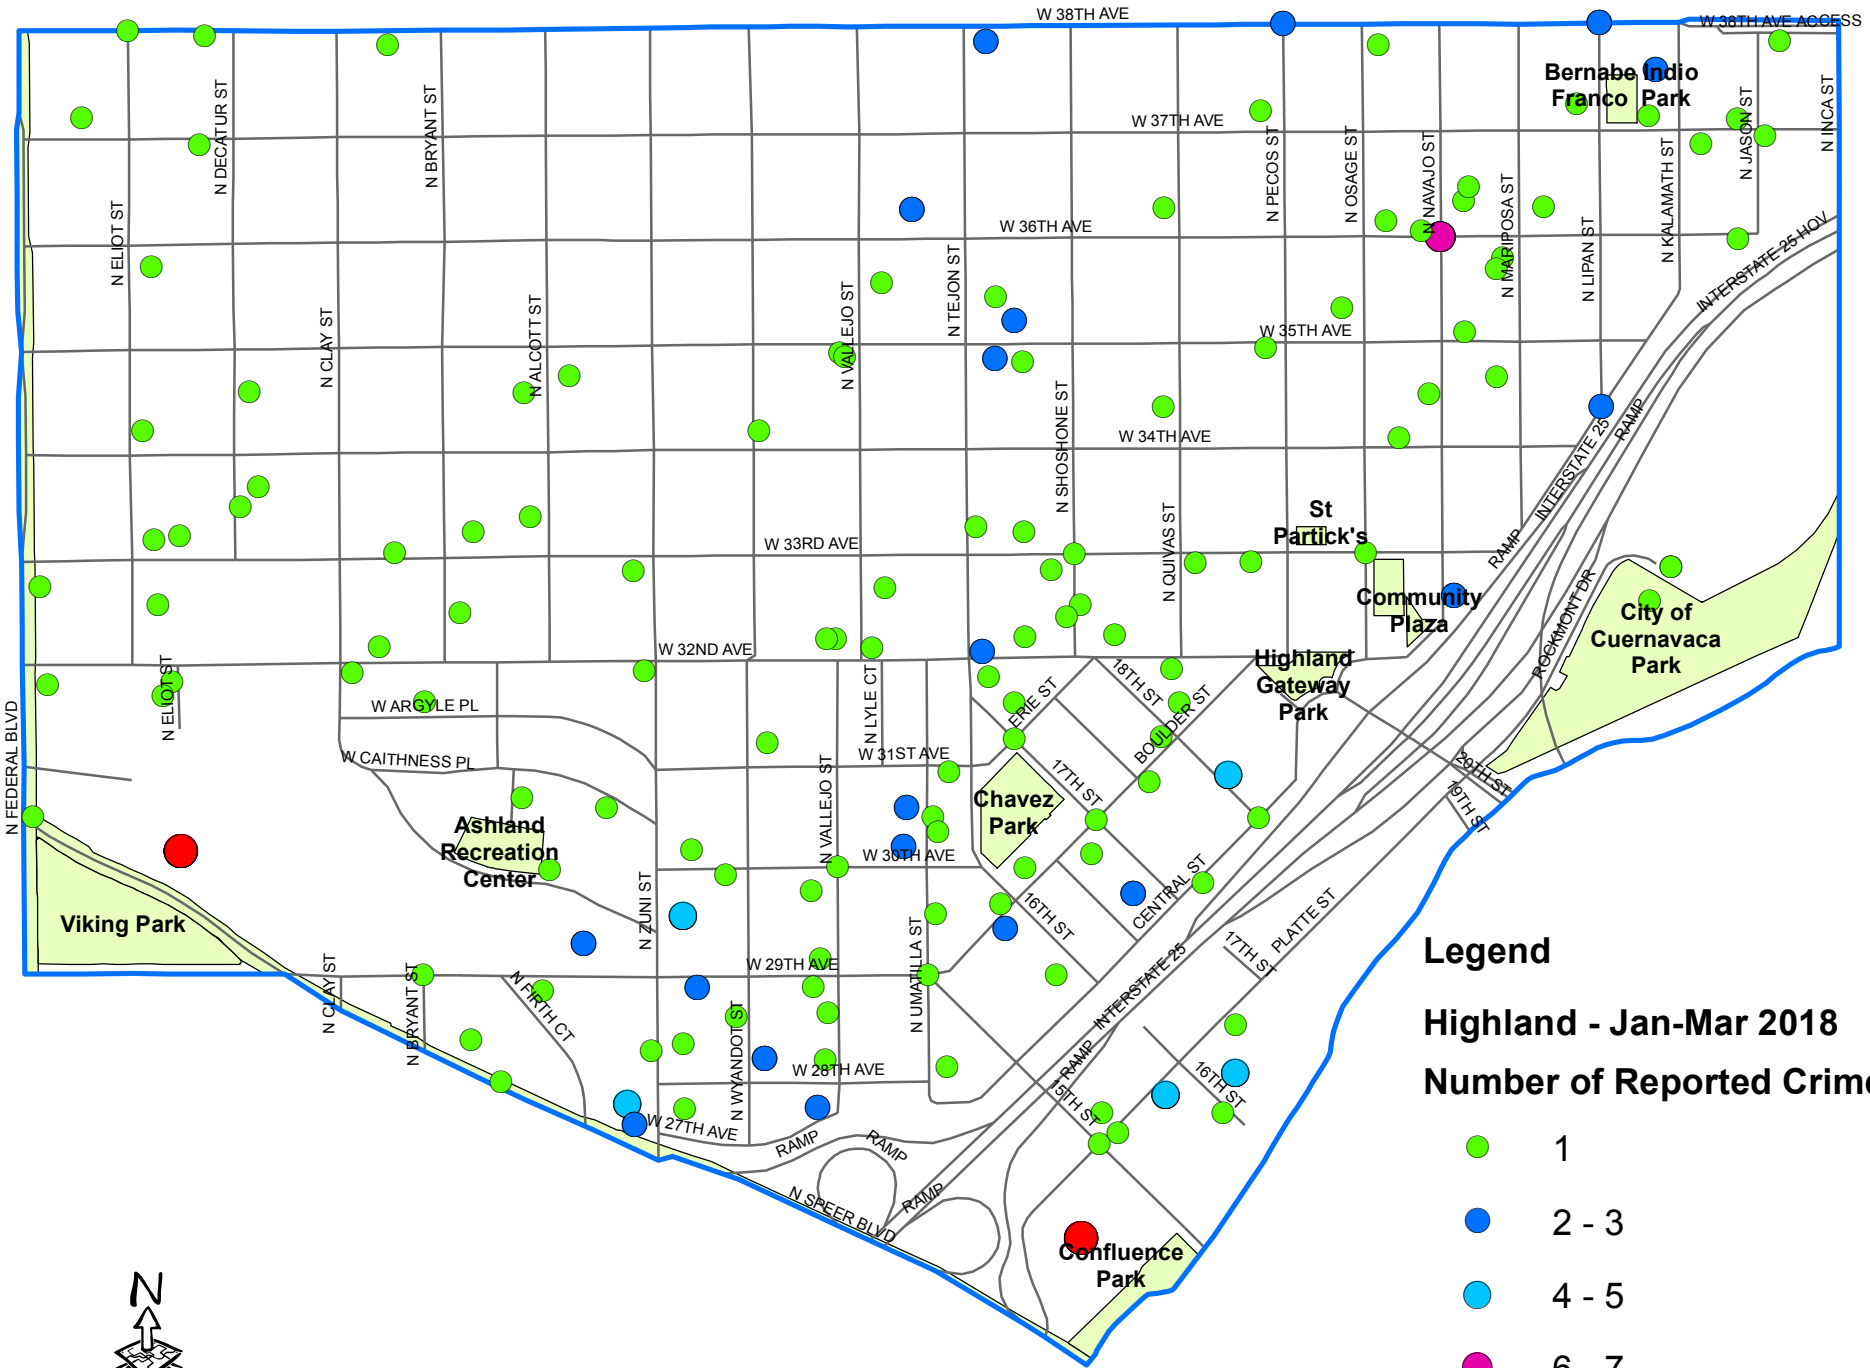 W 38TH AVE
W 38TH AVE ACCESS
Bernabe Indio
Franco Park
N DECATUR ST
N BRYANT ST
W 37TH AVE
N PECOS ST
N OSAGE ST
N NAVAJO ST
N JASON ST
N INCA ST
N ELIOT ST
W 36TH AVE
N MARIPOSA ST
N LIPAN ST
N KALAMATH ST
INTERSTATE 25 HOV
N CLAY ST
N ALCOTT ST
N VALLEJO ST
N TEJON ST
W 35TH AVE
N SHOSHONE ST
W 34TH AVE
INTERSTATE 25
RAMP
St
Partick's
W 33RD AVE
N QUIVAS ST
RAMP
Community
Plaza
ROCKMONT DR
City of
Cuernavaca
Park
W 32ND AVE
Highland
Gateway
Park
N ELIOT ST
W ARGYLE PL
N LYLE CT
ERIE ST
18TH ST
BOULDER ST
N FEDERAL BLVD
W CAITHNESS PL
W 31ST AVE
17TH ST
20TH ST
19TH ST
Chavez
Park
Ashland
Recreation
Center
N VALLEJO ST
W 30TH AVE
Viking Park
N ZUNI ST
16TH ST
CENTRAL ST
PLATTE ST
17TH ST
N CLAY ST
N BRYANT ST
N FIRTH CT
W 29TH AVE
N UMATILLA ST
INTERSTATE 25
N WYANDOT ST
W 28TH AVE
RAMP
15TH ST
16TH ST
W 27TH AVE
RAMP
RAMP
RAMP
N SPEER BLVD
Confluence
Park
Legend
Highland - Jan-Mar 2018
Number of Reported Crime
1
2 - 3
4 - 5
6 - 7
N